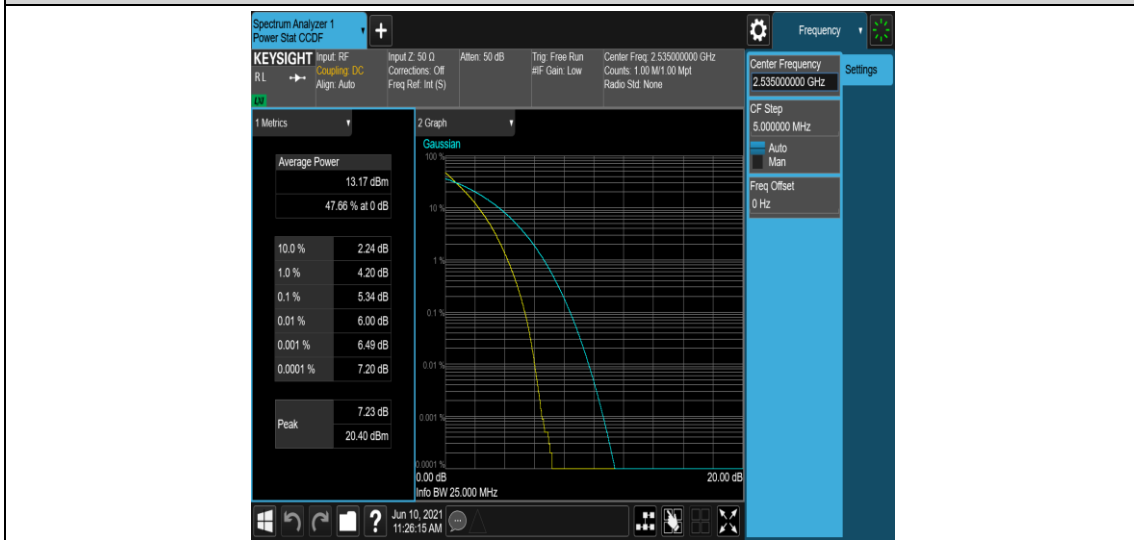 Spectrum Analyzer 1
Power Stat CCDF
+
Frequency
KEYSIGHT
RL
LXI
Input: RF
Coupling: DC
Align: Auto
Input Z: 50 Ω
Corrections: Off
Freq Ref: Int (S)
Atten: 50 dB
Trig: Free Run
#IF Gain: Low
Center Freq: 2.535000000 GHz
Counts: 1.00 M/1.00 Mpt
Radio Std: None
Center Frequency
2.535000000 GHz
Settings
CF Step
5.000000 MHz
Auto
Man
Freq Offset
0 Hz
1 Metrics
Average Power
13.17 dBm
47.66 % at 0 dB
10.0 % 2.24 dB
1.0 % 4.20 dB
0.1 % 5.34 dB
0.01 % 6.00 dB
0.001 % 6.49 dB
0.0001 % 7.20 dB
Peak 7.23 dB
20.40 dBm
2 Graph
Gaussian
100 %
10 %
1 %
0.1 %
0.01 %
0.001 %
0.0001 %
0.00 dB 20.00 dB
Info BW 25.000 MHz
?
Jun 10, 2021
11:26:15 AM